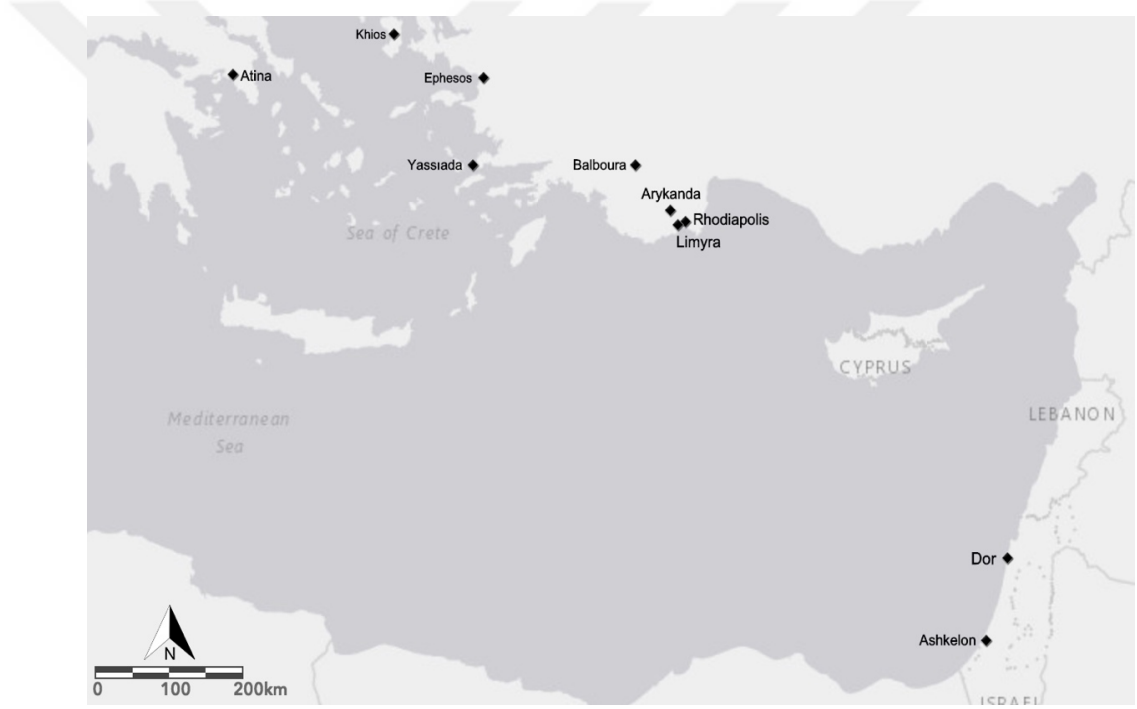 Khios
Atina
Ephesos
Yassıada
Balboura
Arykanda
Rhodiapolis
Limyra
Sea of Crete
CYPRUS
Mediterranean
Sea
LEBANON
Dor
Ashkelon
N
0 100 200km
ISRAEL